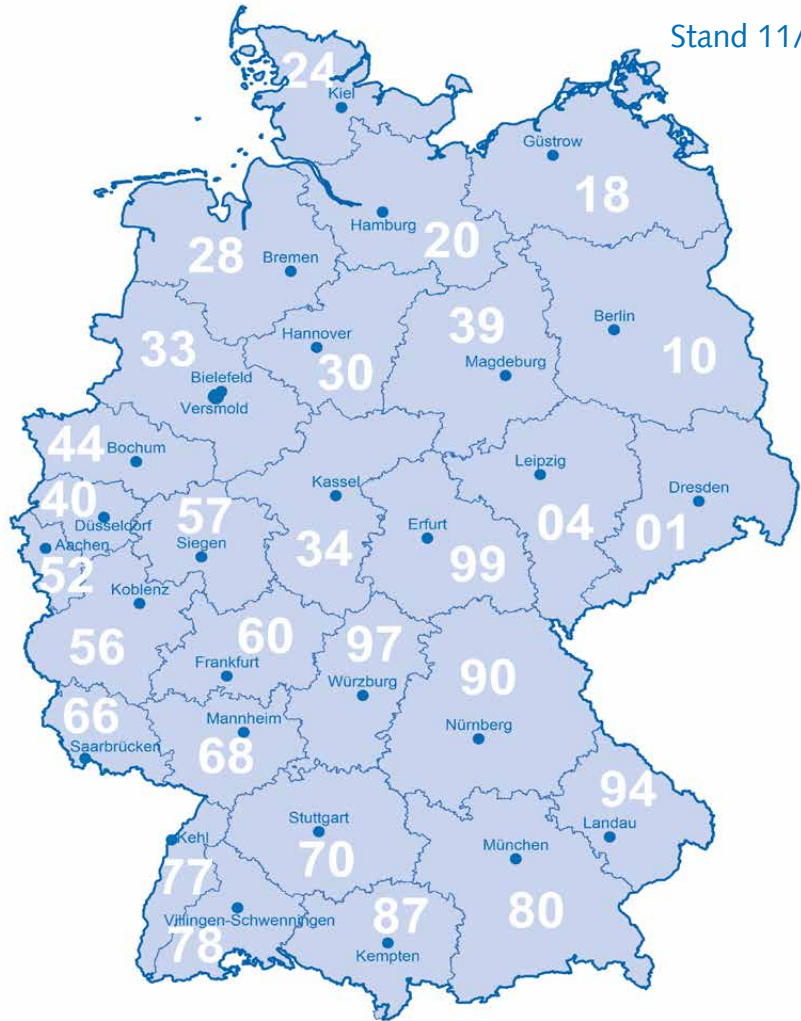 Stand 11/
24
Kiel
Güstrow
18
Hamburg
20
28
Bremen
39
Berlin
33
Hannover
30
Magdeburg
10
Bielefeld
Versmold
44
Bochum
Leipzig
40
Kassel
Dresden
57
Düsseldorf
Erfurt
04
01
Siegen
34
Aachen
99
52
Koblenz
60
97
56
Frankfurt
Würzburg
90
66
Mannheim
Nürnberg
Saarbrücken
68
94
Stuttgart
Landau
Kehl
70
München
77
Villingen-Schwenningen
87
80
78
Kempten